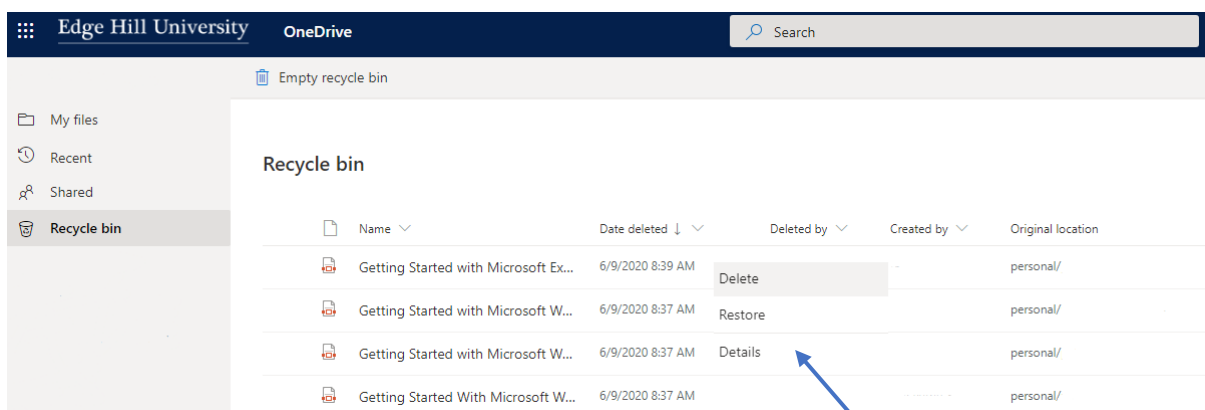 Edge Hill University OneDrive Search
Empty recycle bin
My files
Recent
Shared
Recycle bin
Recycle bin
Name Date deleted ↓ Deleted by Created by Original location
Getting Started with Microsoft Ex... 6/9/2020 8:39 AM personal/
Delete
Getting Started with Microsoft W... 6/9/2020 8:37 AM personal/
Restore
Getting Started with Microsoft W... 6/9/2020 8:37 AM Details personal/
Getting Started With Microsoft W... 6/9/2020 8:37 AM personal/